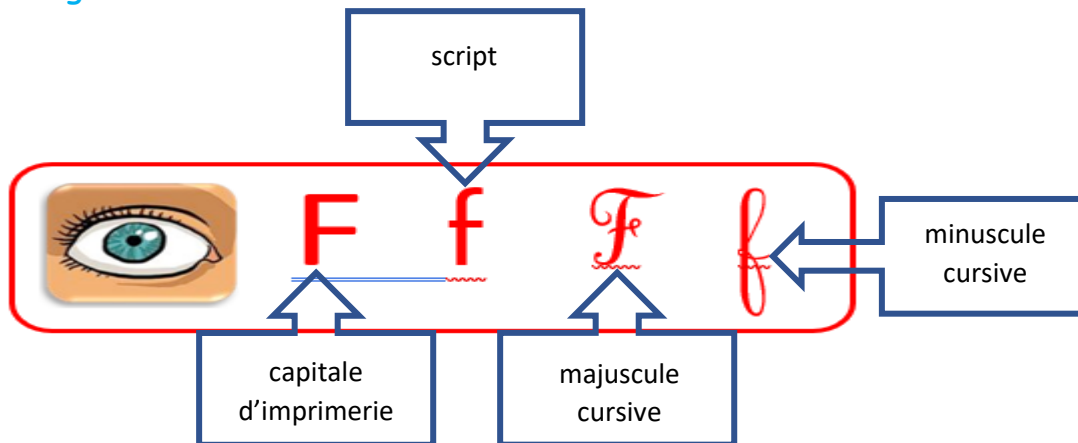 script
F f F f
minuscule
cursive
capitale
d'imprimerie
majuscule
cursive